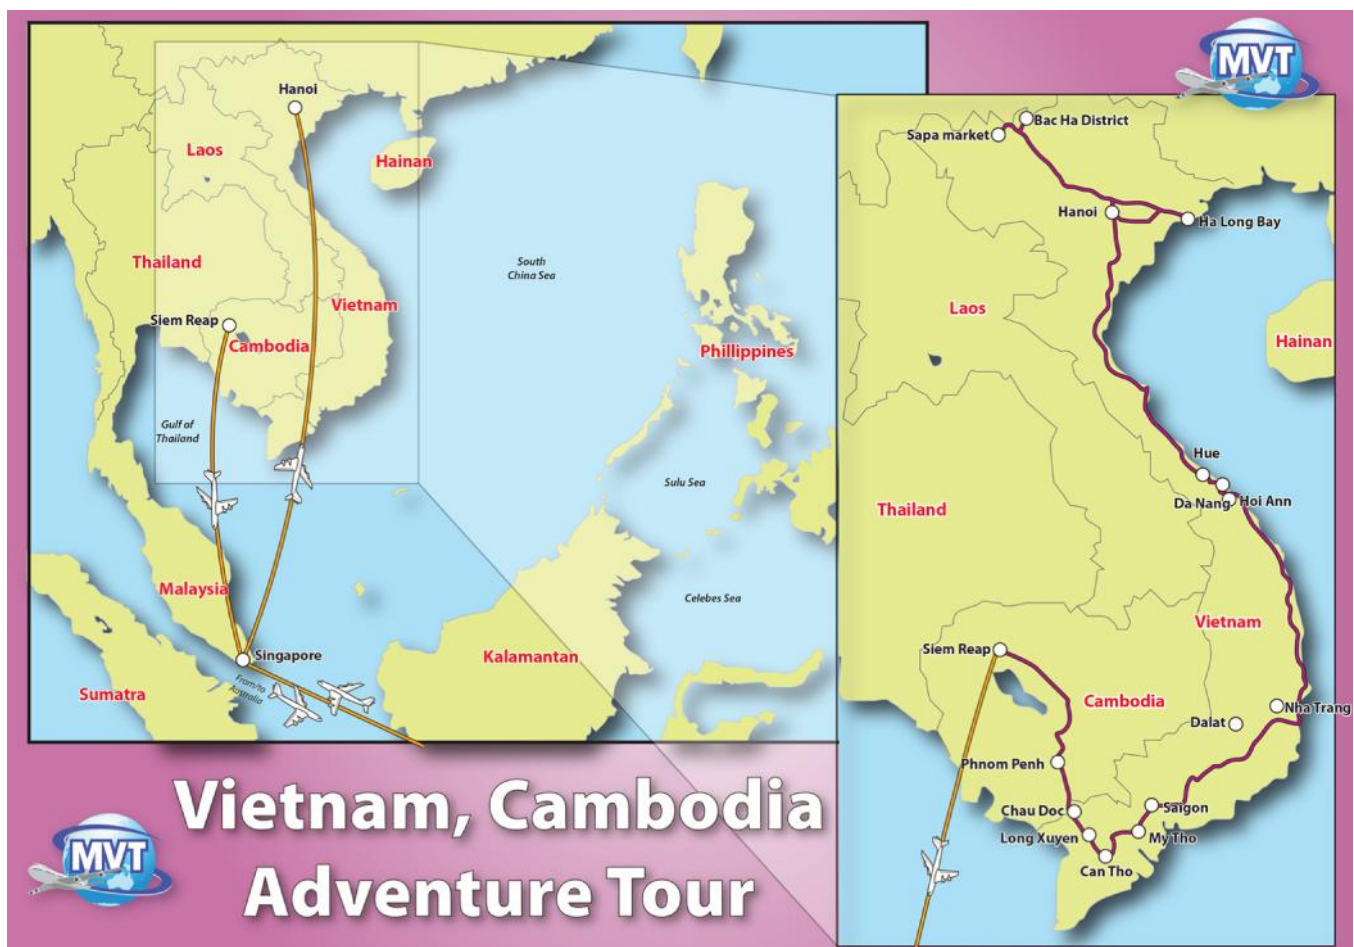 MVT
Hanoi
Laos
Hainan
Thailand
Vietnam
Siem Reap
Cambodia
South
China Sea
Phillippines
Gulf of
Thailand
Sulu Sea
Malaysia
Celebes Sea
Singapore
Kalamantan
Sumatra
From/to
Australia
Bac Ha District
Sapa market
Hanoi
Ha Long Bay
Laos
Hainan
Hue
Da Nang
Hoi Ann
Thailand
Vietnam
Siem Reap
Cambodia
Nha Trang
Dalat
Phnom Penh
Chau Doc
Saigon
Long Xuyen
My Tho
Can Tho
Vietnam, Cambodia
Adventure Tour
MVT